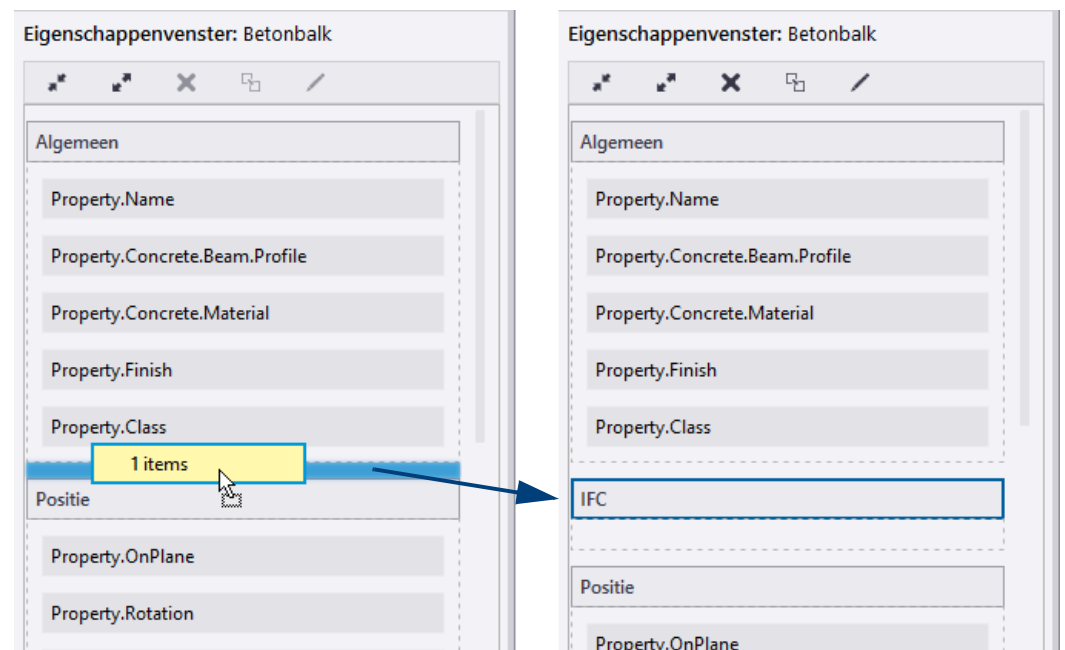 Eigenschappenvenster: Betonbalk
Algemeen
Property.Name
Property.Concrete.Beam.Profile
Property.Concrete.Material
Property.Finish
Property.Class
1 items
Positie
Property.OnPlane
Property.Rotation
Eigenschappenvenster: Betonbalk
Algemeen
Property.Name
Property.Concrete.Beam.Profile
Property.Concrete.Material
Property.Finish
Property.Class
IFC
Positie
Property.OnPlane